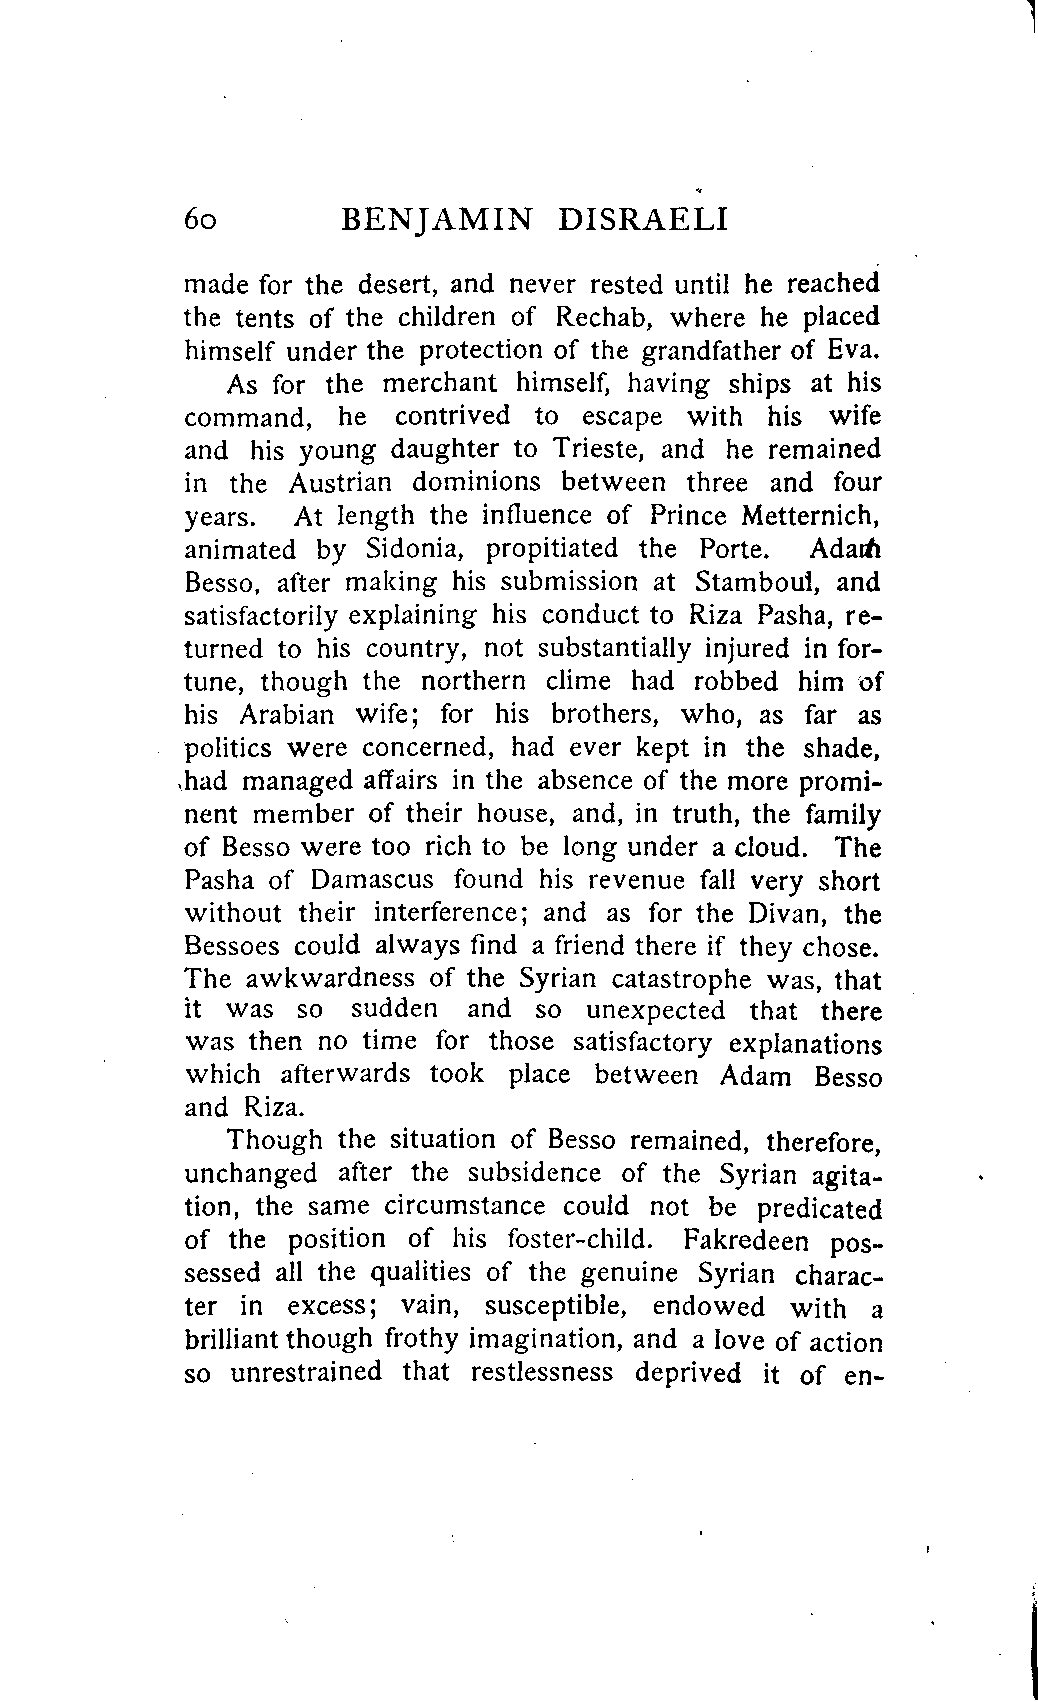 60 BENJAMIN DISRAELI
made for the desert, and never rested until he reached
the tents of the children of Rechab, where he placed
himself under the protection of the grandfather of Eva.
As for the merchant himself, having ships at his
command, he contrived to escape with his wife
and his young daughter to Trieste, and he remained
in the Austrian dominions between three and four
years. At length the influence of Prince Metternich,
animated by Sidonia, propitiated the Porte. Adam
Besso, after making his submission at Stamboul, and
satisfactorily explaining his conduct to Riza Pasha, re-
turned to his country, not substantially injured in for-
tune, though the northern clime had robbed him of
his Arabian wife; for his brothers, who, as far as
politics were concerned, had ever kept in the shade,
had managed affairs in the absence of the more promi-
nent member of their house, and, in truth, the family
of Besso were too rich to be long under a cloud. The
Pasha of Damascus found his revenue fall very short
without their interference; and as for the Divan, the
Bessoes could always find a friend there if they chose.
The awkwardness of the Syrian catastrophe was, that
it was so sudden and so unexpected that there
was then no time for those satisfactory explanations
which afterwards took place between Adam Besso
and Riza.
Though the situation of Besso remained, therefore,
unchanged after the subsidence of the Syrian agita-
tion, the same circumstance could not be predicated
of the position of his foster-child. Fakredeen pos-
sessed all the qualities of the genuine Syrian charac-
ter in excess; vain, susceptible, endowed with a
brilliant though frothy imagination, and a love of action
so unrestrained that restlessness deprived it of en-